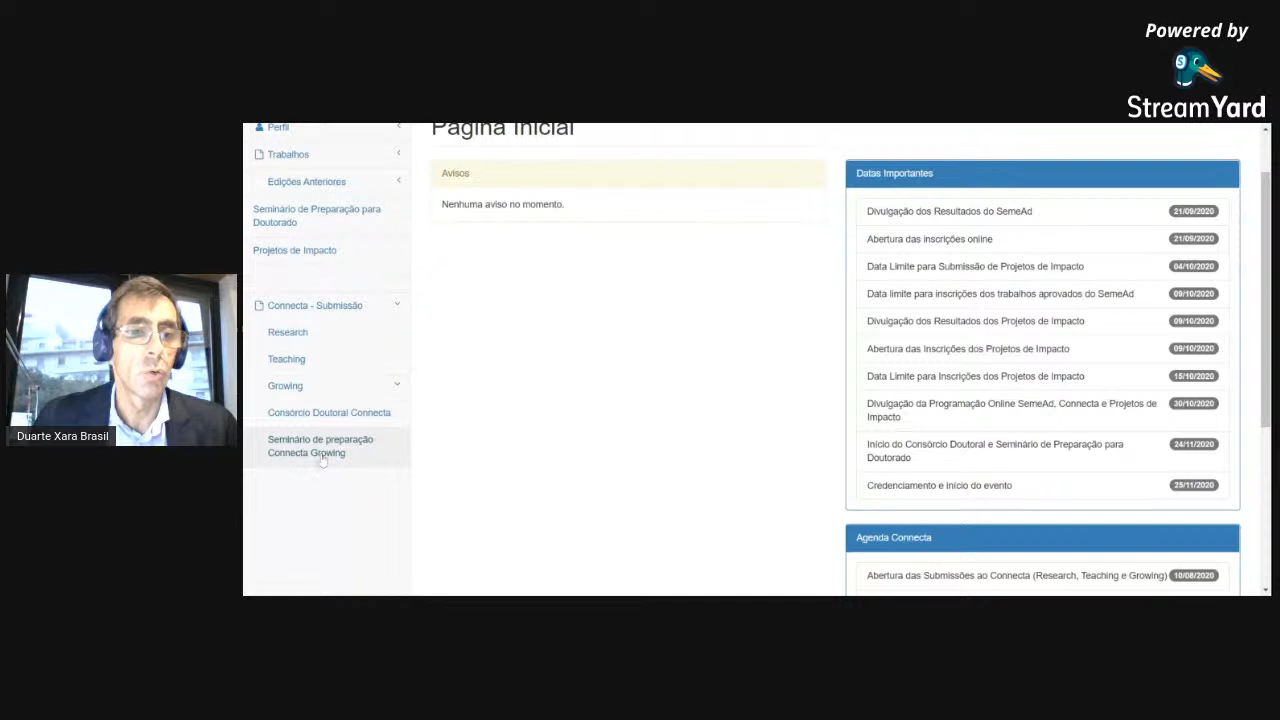 Powered by
StreamYard
Perfil
Trabalhos
Edições Anteriores
Seminário de Preparação para
Doutorado
Projetos de Impacto
Connecta - Submissão
Research
Teaching
Growing
Consórcio Doutoral Connecta
Seminário de preparação
Connecta Growing
Duarte Xara Brasil
Página Inicial
Avisos
Nenhuma aviso no momento.
Datas Importantes
Divulgação dos Resultados do SemeAd 21/09/2020
Abertura das inscrições online 21/09/2020
Data Limite para Submissão de Projetos de Impacto 04/10/2020
Data limite para inscrições dos trabalhos aprovados do SemeAd 09/10/2020
Divulgação dos Resultados dos Projetos de Impacto 09/10/2020
Abertura das Inscrições dos Projetos de Impacto 09/10/2020
Data Limite para Inscrições dos Projetos de Impacto 15/10/2020
Divulgação da Programação Online SemeAd, Connecta e Projetos de 30/10/2020
Impacto
Início do Consórcio Doutoral e Seminário de Preparação para 24/11/2020
Doutorado
Credenciamento e início do evento 25/11/2020
Agenda Connecta
Abertura das Submissões ao Connecta (Research, Teaching e Growing) 10/08/2020